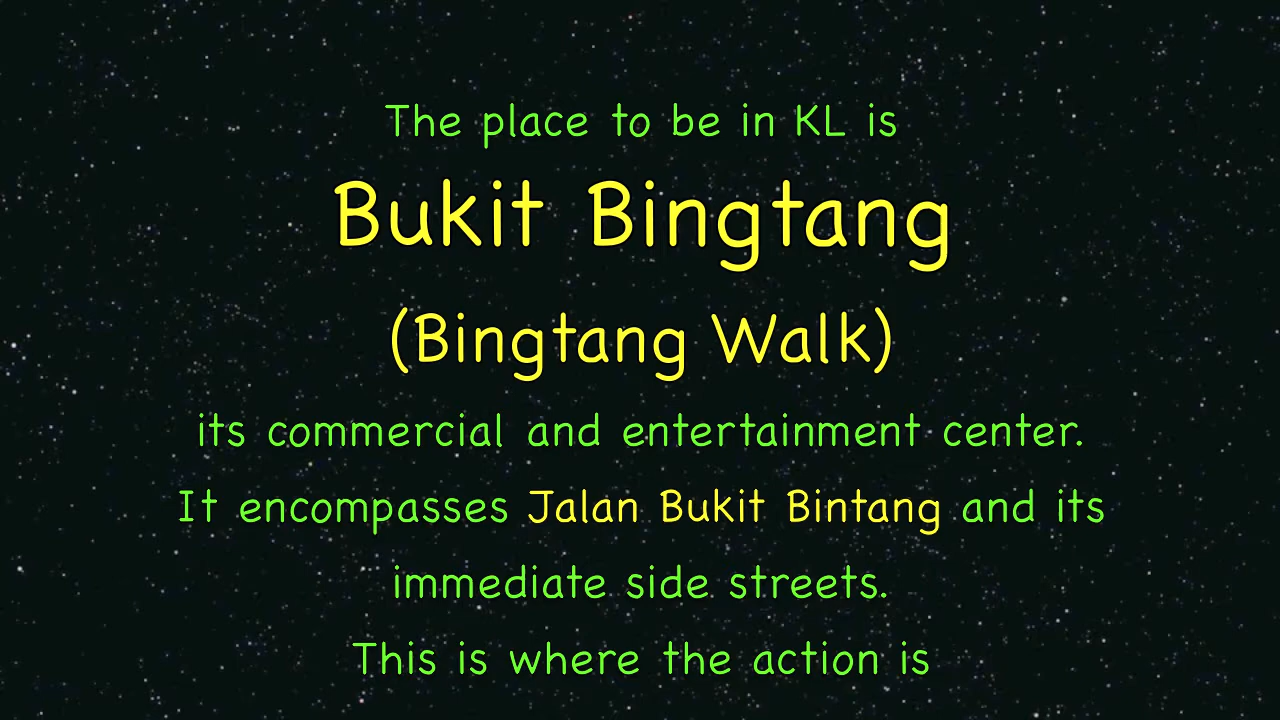 The place to be in KL is
Bukit Bingtang
(Bingtang Walk)
its commercial and entertainment center.
It encompasses Jalan Bukit Bintang and its
immediate side streets.
This is where the action is